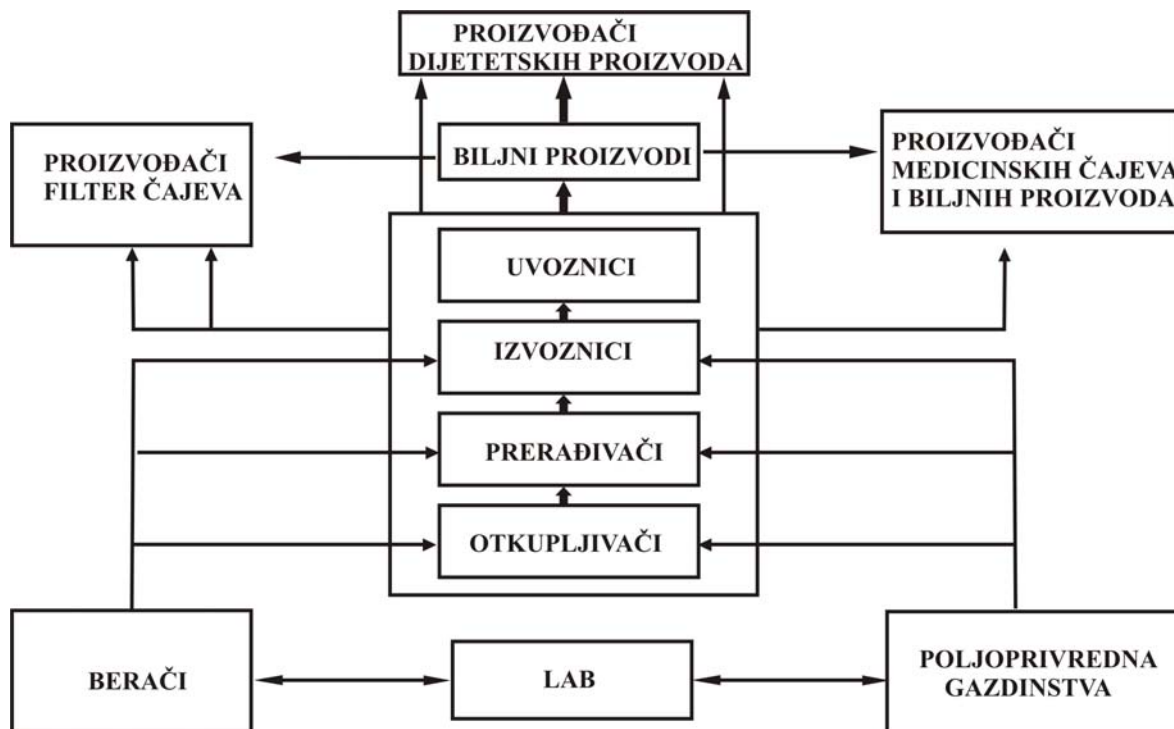 PROIZVOĐAČI
DIJETETSKIH PROIZVODA
PROIZVOĐAČI
FILTER ČAJEVA
BILJNI PROIZVODI
PROIZVOĐAČI
MEDICINSKIH ČAJEVA
I BILJNIH PROIZVODA
UVOZNICI
IZVOZNICI
PRERAĐIVAČI
OTKUPLJIVAČI
BERAČI
LAB
POLJOPRIVREDNA
GAZDINSTVA